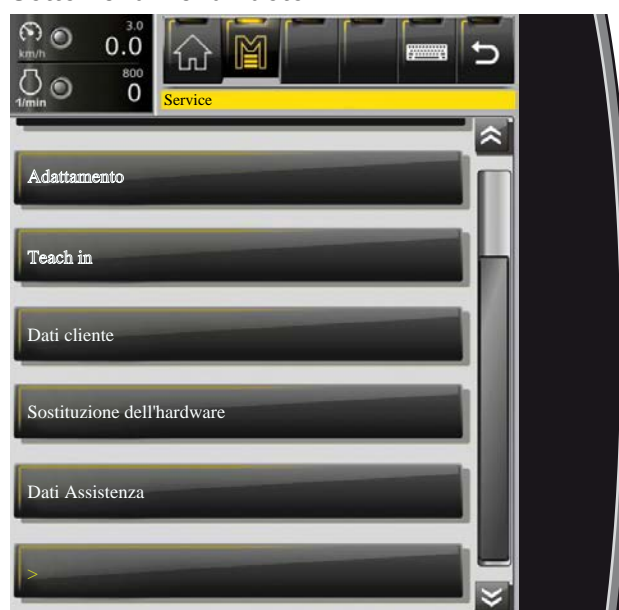 3.0
km/h 0.0
800
1/min 0
Service
Adattamento
Teach in
Dati cliente
Sostituzione dell'hardware
Dati Assistenza
>